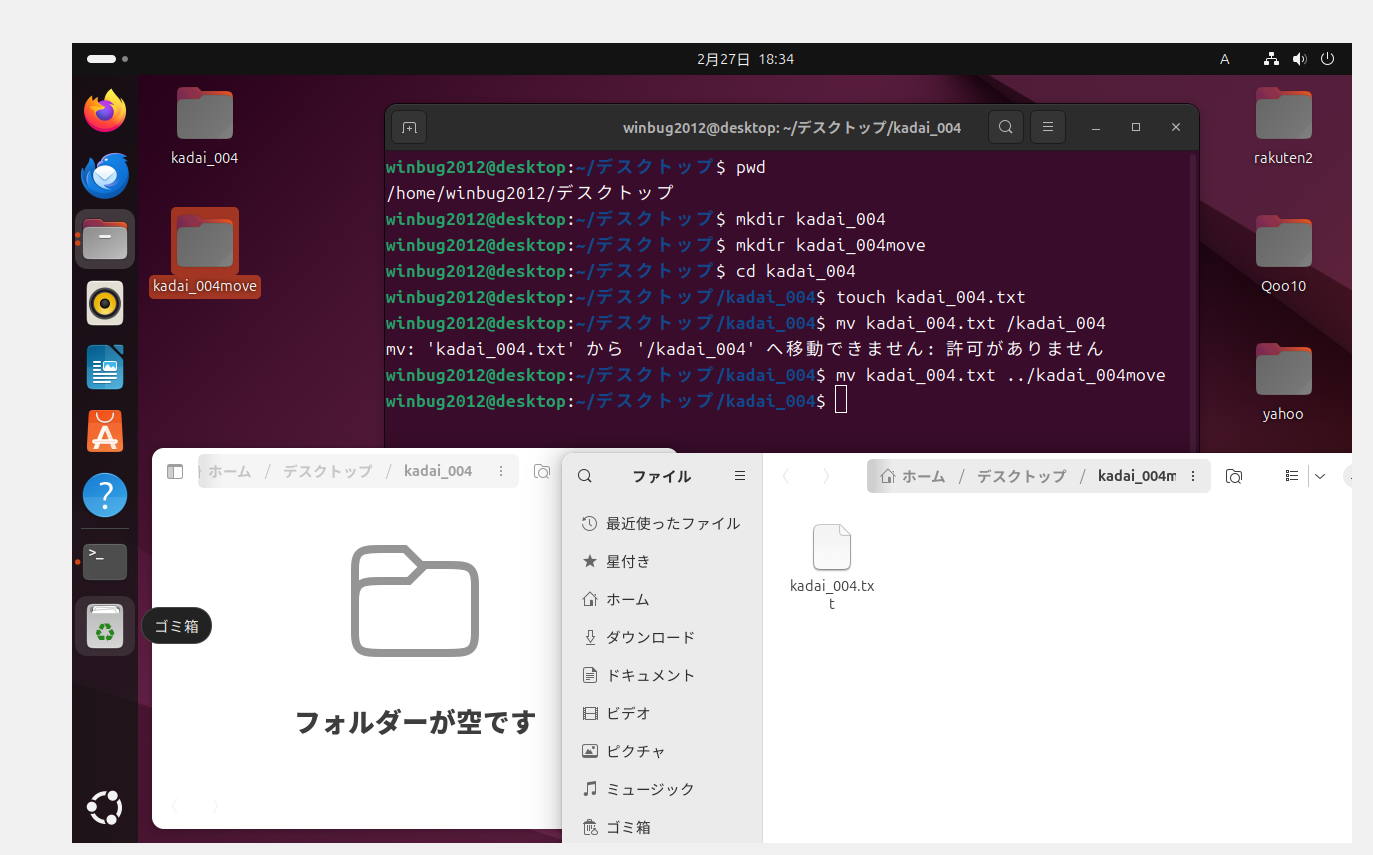 2月27日 18:34
A
kadai_004
kadai_004move
rakuten2
Qoo10
yahoo
winbug2012@desktop: ~/デスクトップ/kadai_004
winbug2012@desktop:~/デスクトップ$ pwd
/home/winbug2012/デスクトップ
winbug2012@desktop:~/デスクトップ$ mkdir kadai_004
winbug2012@desktop:~/デスクトップ$ mkdir kadai_004move
winbug2012@desktop:~/デスクトップ$ cd kadai_004
winbug2012@desktop:~/デスクトップ/kadai_004$ touch kadai_004.txt
winbug2012@desktop:~/デスクトップ/kadai_004$ mv kadai_004.txt /kadai_004
mv: 'kadai_004.txt' から '/kadai_004' へ移動できません: 許可がありません
winbug2012@desktop:~/デスクトップ/kadai_004$ mv kadai_004.txt ../kadai_004move
winbug2012@desktop:~/デスクトップ/kadai_004$
ホーム / デスクトップ / kadai_004
フォルダーが空です
ゴミ箱
ファイル
最近使ったファイル
星付き
ホーム
ダウンロード
ドキュメント
ビデオ
ピクチャ
ミュージック
ゴミ箱
ホーム / デスクトップ / kadai_004m
kadai_004.tx
t